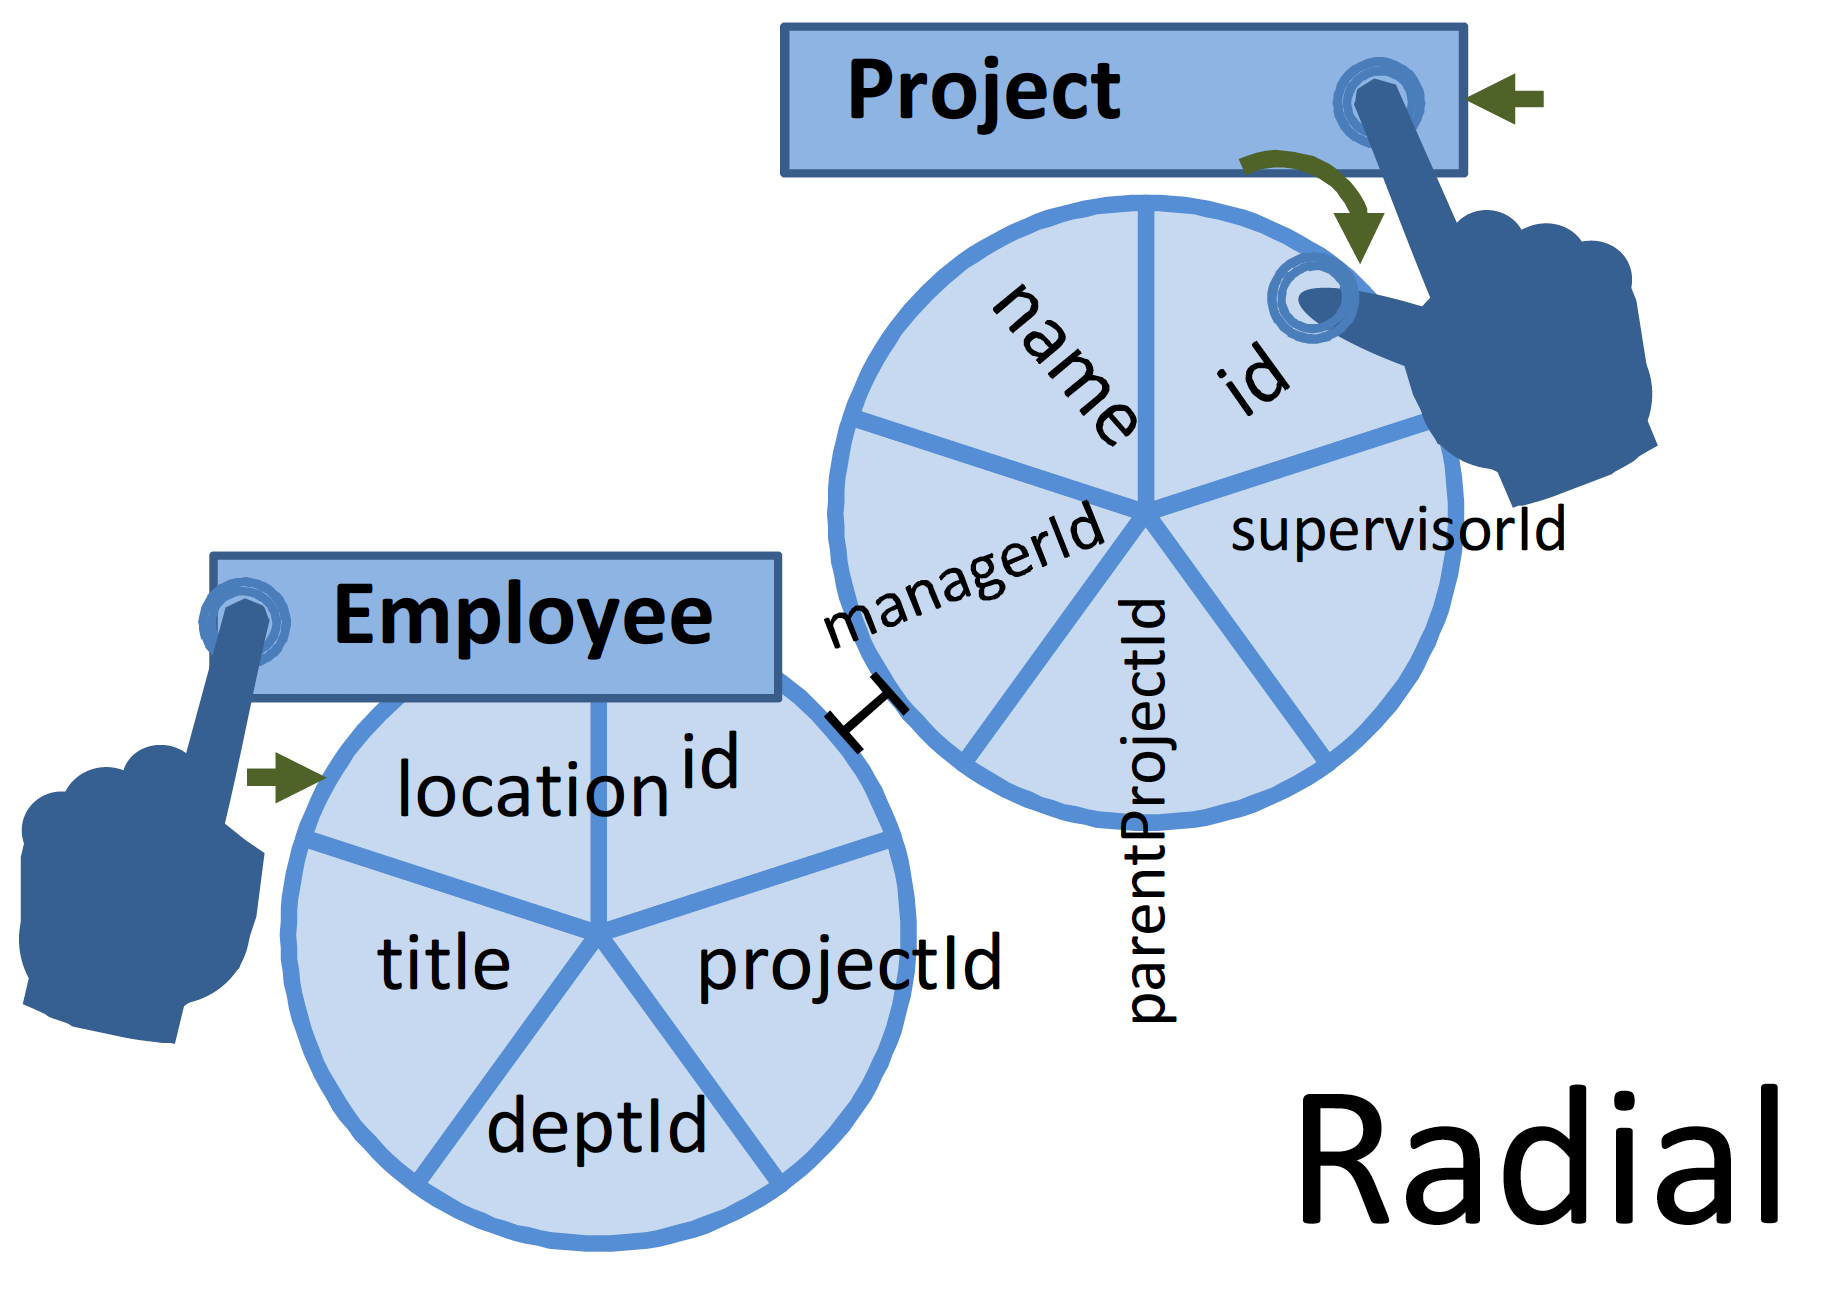 Project
name
id
managerId
supervisorId
parentProjectId
Employee
location
id
title
projectId
deptId
Radial